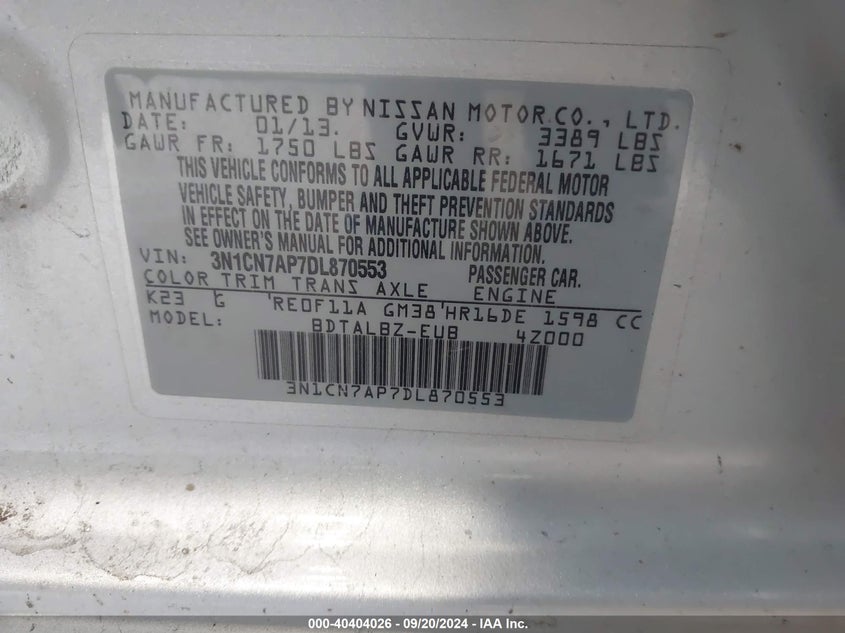 MANUFACTURED BY NISSAN MOTOR CO., LTD.
DATE: 01/13. GVWR: 3389 LBS
GAWR FR: 1750 LBS GAWR RR: 1671 LBS
THIS VEHICLE CONFORMS TO ALL APPLICABLE FEDERAL MOTOR
VEHICLE SAFETY, BUMPER AND THEFT PREVENTION STANDARDS
IN EFFECT ON THE DATE OF MANUFACTURE SHOWN ABOVE.
SEE OWNER'S MANUAL FOR ADDITIONAL INFORMATION.
VIN: 3N1CN7AP7DL870553 PASSENGER CAR.
COLOR TRIM TRANS AXLE ENGINE
K23 G RE0F11A GM38 HR16DE 1598 CC
MODEL: BDTALBZ-EUB 4Z000
3N1CN7AP7DL870553
000-40404026 - 09/20/2024 - IAA Inc.